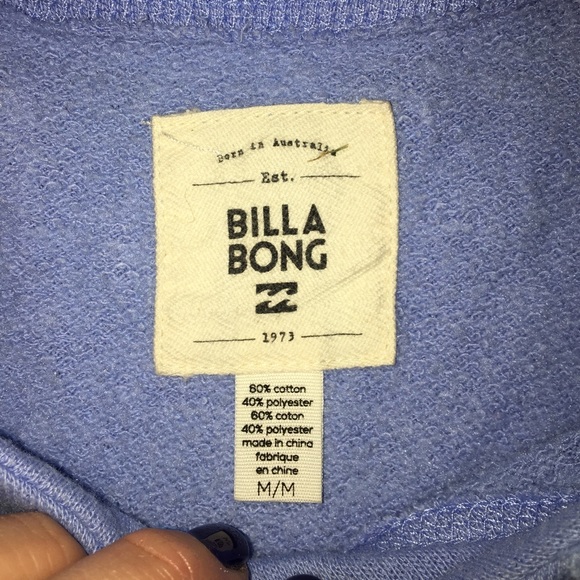 Born in Australia
Est.
BILLA
BONG
1973
60% cotton
40% polyester
60% coton
40% polyester
made in china
fabrique
en chine
M/M